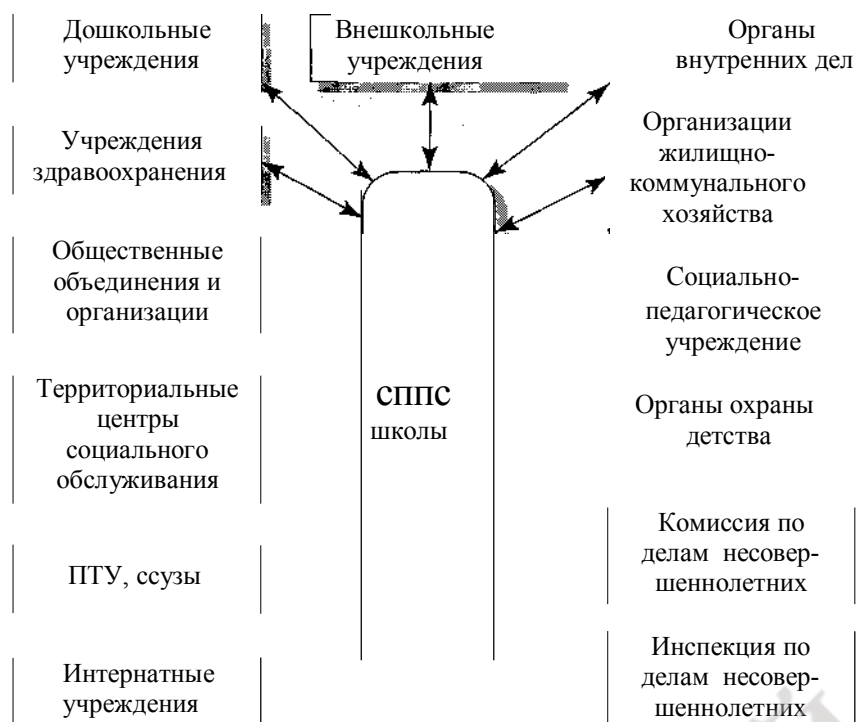 Дошкольные
учреждения
Внешкольные
учреждения
Органы
внутренних дел
Учреждения
здравоохранения
Организации
жилищно-
коммунального
хозяйства
Общественные
объединения и
организации
Социально-
педагогическое
учреждение
Территориальные
центры
социального
обслуживания
СППС
школы
Органы охраны
детства
ПТУ, ссузы
Комиссия по
делам несовер-
шеннолетних
Интернатные
учреждения
Инспекция по
делам несовер-
шеннолетних